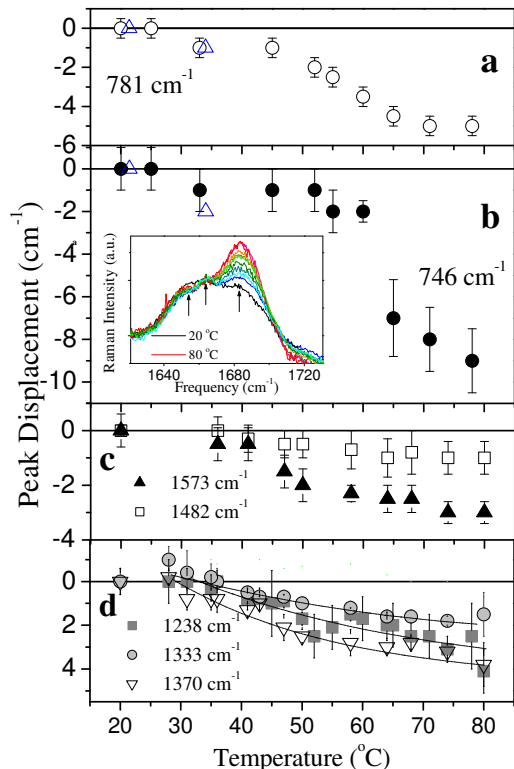 0
-2
-4
-6
a
781 cm-1
0
-2
-4
-6
-8
-10
b
746 cm-1
Raman Intensity (a.u.)
20 oC
80 oC
1640
1680
1720
Frequency (cm-1)
Peak Displacement (cm-1)
0
-2
-4
c
1573 cm-1
1482 cm-1
0
2
4
d
1238 cm-1
1333 cm-1
1370 cm-1
20
30
40
50
60
70
80
Temperature (oC)